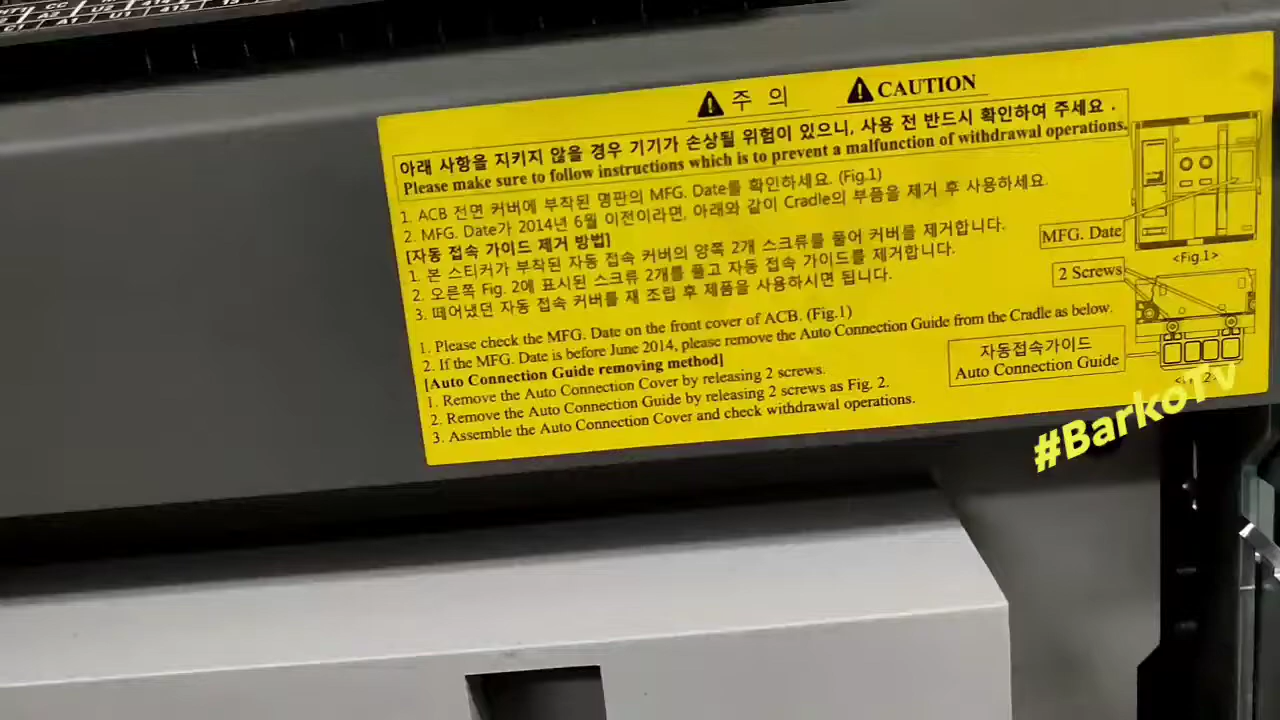 CC
A2 U2
C1 A1 U1 413 13
주 의 CAUTION
아래 사항을 지키지 않을 경우 기기가 손상될 위험이 있으니, 사용 전 반드시 확인하여 주세요 .
Please make sure to follow instructions which is to prevent a malfunction of withdrawal operations.
1. ACB 전면 커버에 부착된 명판의 MFG. Date를 확인하세요. (Fig.1)
2. MFG. Date가 2014년 6월 이전이라면, 아래와 같이 Cradle의 부품을 제거 후 사용하세요.
[자동 접속 가이드 제거 방법]
1. 본 스티커가 부착된 자동 접속 커버의 양쪽 2개 스크류를 풀어 커버를 제거합니다.
2. 오른쪽 Fig. 2에 표시된 스크류 2개를 풀고 자동 접속 가이드를 제거합니다.
3. 떼어냈던 자동 접속 커버를 재 조립 후 제품을 사용하시면 됩니다.
1. Please check the MFG. Date on the front cover of ACB. (Fig.1)
2. If the MFG. Date is before June 2014, please remove the Auto Connection Guide from the Cradle as below.
[Auto Connection Guide removing method]
1. Remove the Auto Connection Cover by releasing 2 screws.
2. Remove the Auto Connection Guide by releasing 2 screws as Fig. 2.
3. Assemble the Auto Connection Cover and check withdrawal operations.
MFG. Date
<Fig.1>
2 Screws
자동접속가이드
Auto Connection Guide
#BarkoTv